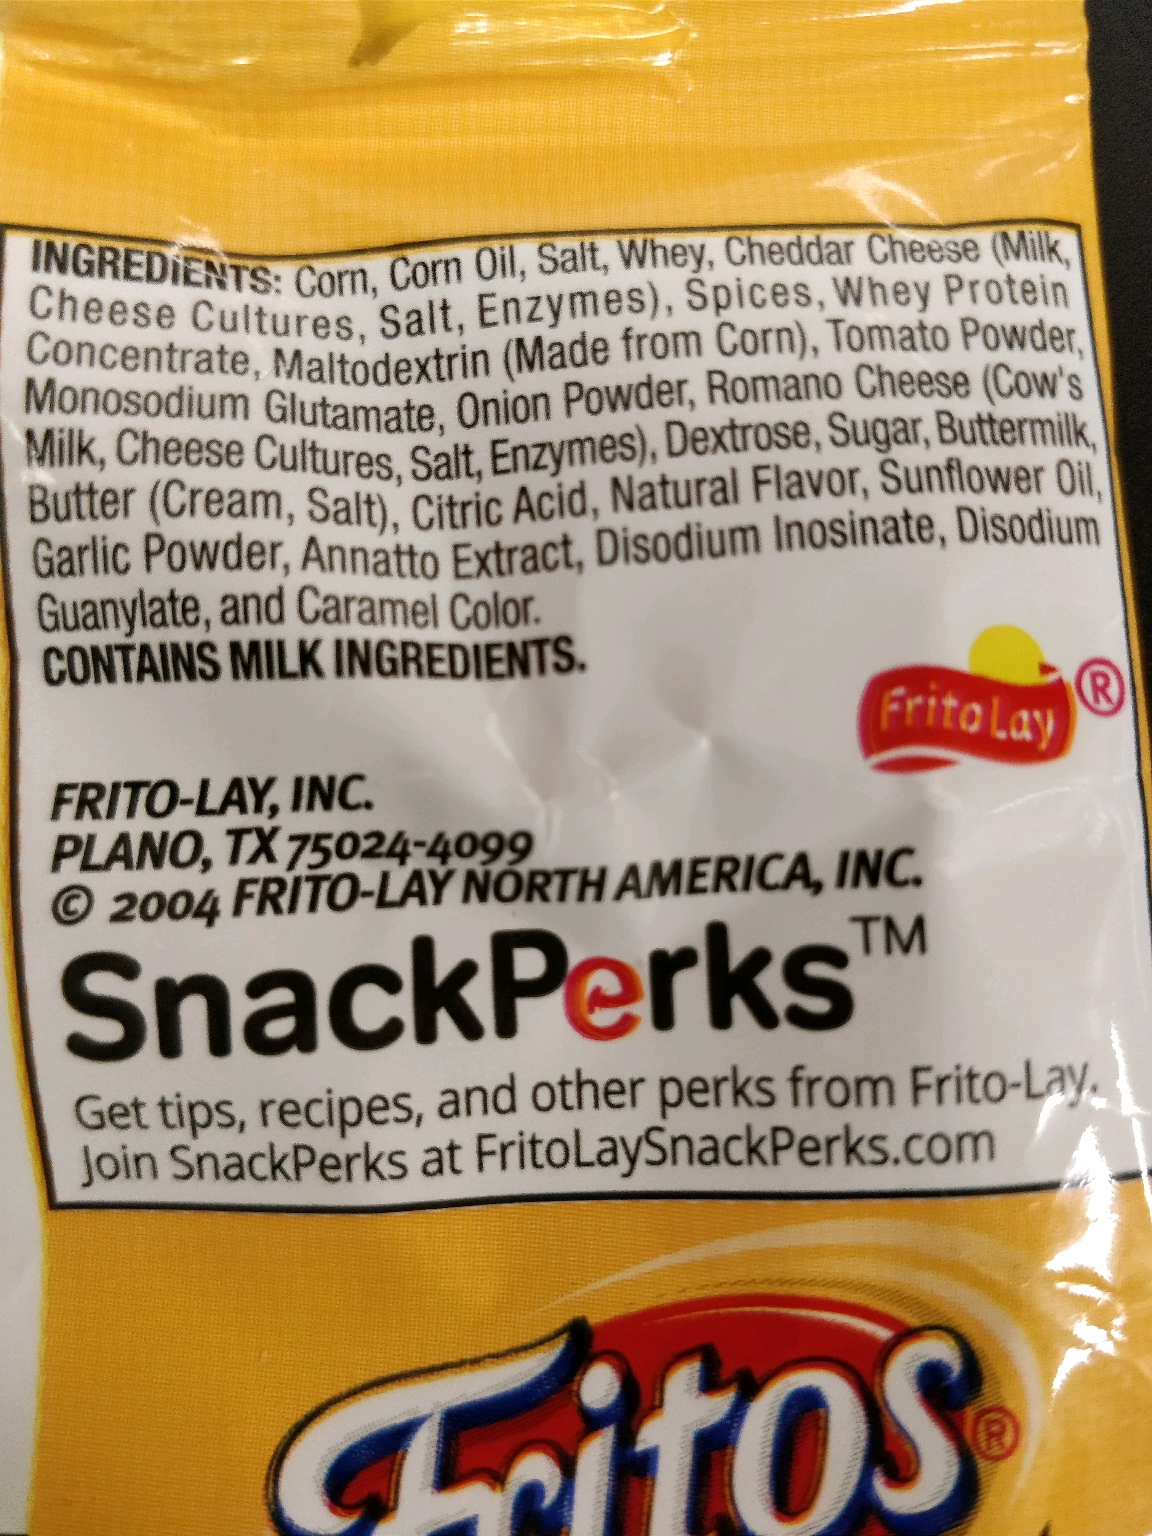 INGREDIENTS: Corn, Corn Oil, Salt, Whey, Cheddar Cheese (Milk,
Cheese Cultures, Salt, Enzymes), Spices, Whey Protein
Concentrate, Maltodextrin (Made from Corn), Tomato Powder,
Monosodium Glutamate, Onion Powder, Romano Cheese (Cow's
Milk, Cheese Cultures, Salt, Enzymes), Dextrose, Sugar, Buttermilk,
Butter (Cream, Salt), Citric Acid, Natural Flavor, Sunflower Oil,
Garlic Powder, Annatto Extract, Disodium Inosinate, Disodium
Guanylate, and Caramel Color.
CONTAINS MILK INGREDIENTS.
Frito Lay®
FRITO-LAY, INC.
PLANO, TX 75024-4099
© 2004 FRITO-LAY NORTH AMERICA, INC.
SnackPerks™
Get tips, recipes, and other perks from Frito-Lay.
Join SnackPerks at FritoLaySnackPerks.com
Fritos®